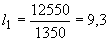 l₁ = 12550/1350 = 9,3